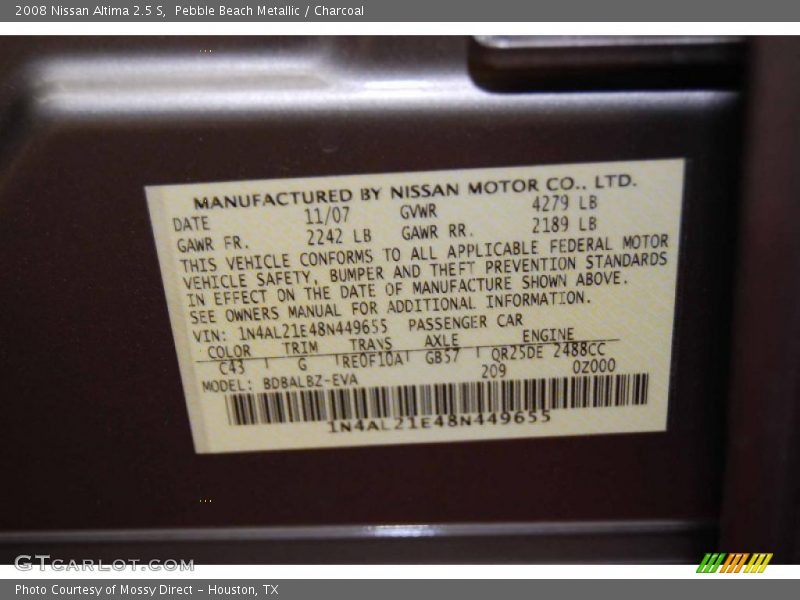 2008 Nissan Altima 2.5 S, Pebble Beach Metallic / Charcoal
MANUFACTURED BY NISSAN MOTOR CO., LTD.
DATE 11/07 GVWR 4279 LB
GAWR FR. 2242 LB GAWR RR. 2189 LB
THIS VEHICLE CONFORMS TO ALL APPLICABLE FEDERAL MOTOR
VEHICLE SAFETY, BUMPER AND THEFT PREVENTION STANDARDS
IN EFFECT ON THE DATE OF MANUFACTURE SHOWN ABOVE.
SEE OWNERS MANUAL FOR ADDITIONAL INFORMATION.
VIN: 1N4AL21E48N449655 PASSENGER CAR
COLOR TRIM TRANS AXLE ENGINE
C43 G RE0F10A GB57 QR25DE 2488CC
MODEL: BDBALBZ-EVA 209 0Z000
1N4AL21E48N449655
GTCARLOT.COM
Photo Courtesy of Mossy Direct – Houston, TX